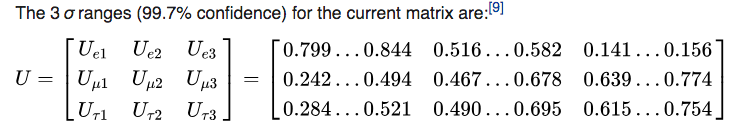 The 3 σ ranges (99.7% confidence) for the current matrix are:[9]
U = [ U_e1 U_e2 U_e3 ] = [ 0.799…0.844 0.516…0.582 0.141…0.156 ]
[ U_μ1 U_μ2 U_μ3 ] [ 0.242…0.494 0.467…0.678 0.639…0.774 ]
[ U_τ1 U_τ2 U_τ3 ] [ 0.284…0.521 0.490…0.695 0.615…0.754 ]